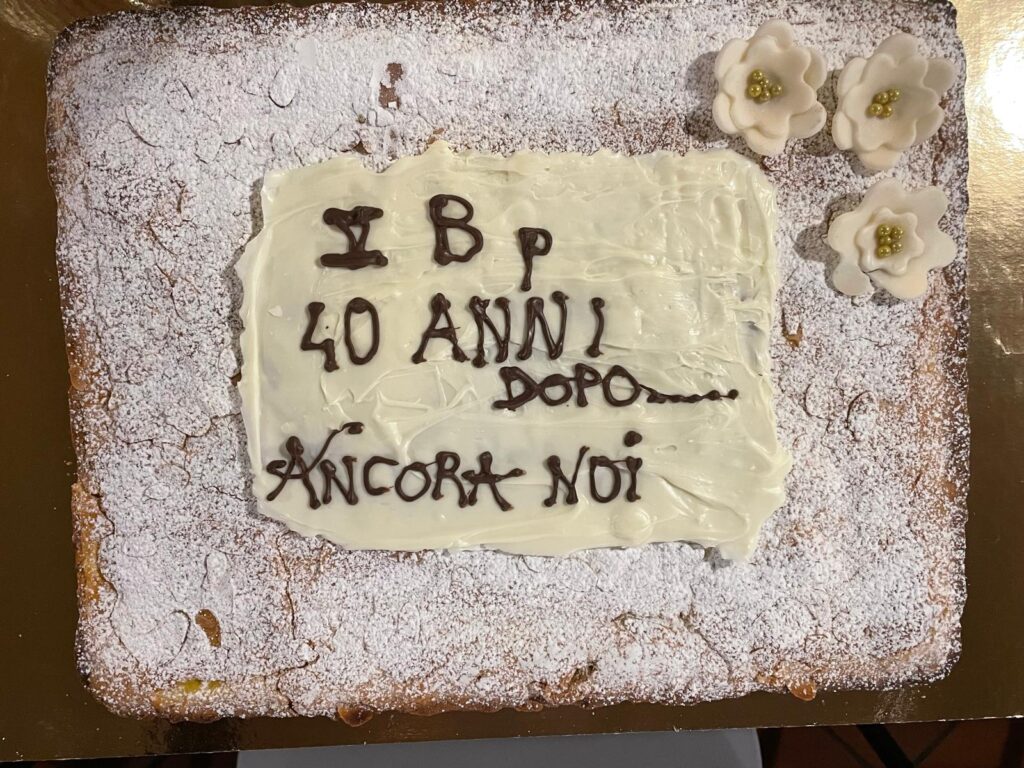 V B p
40 ANNI
DOPO......
ANCORA NOI